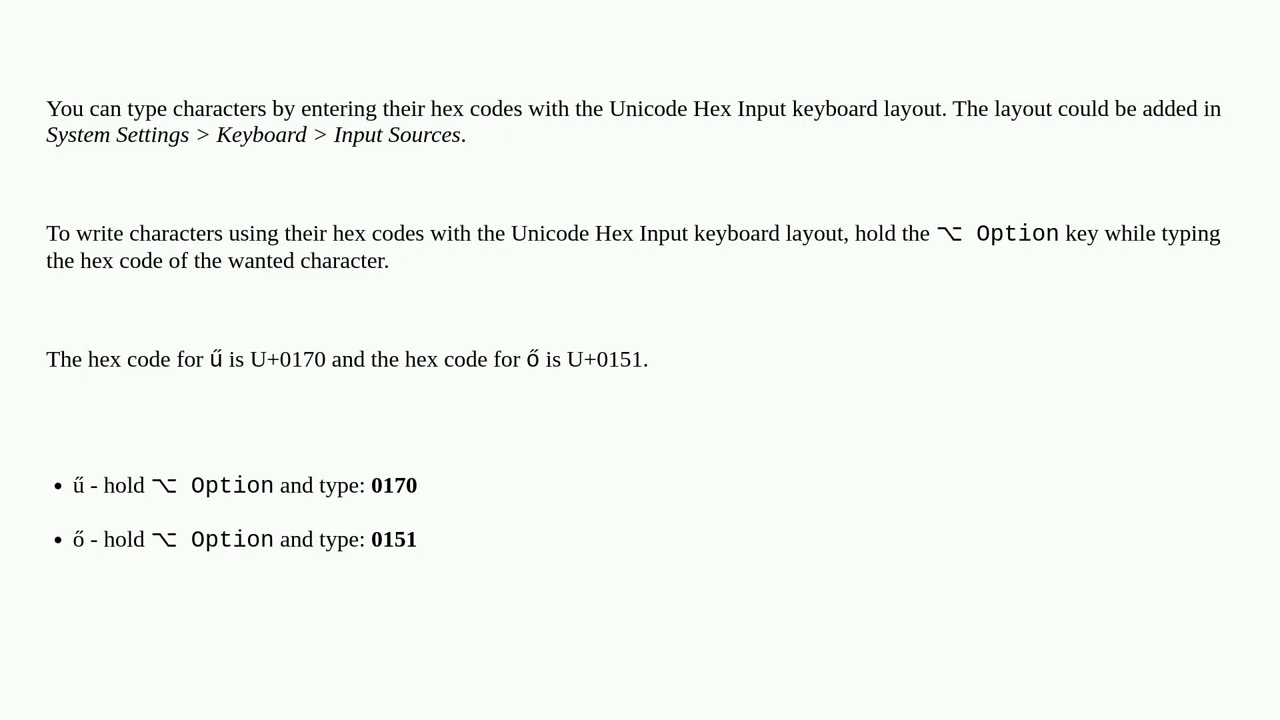 You can type characters by entering their hex codes with the Unicode Hex Input keyboard layout. The layout could be added in
System Settings > Keyboard > Input Sources.
To write characters using their hex codes with the Unicode Hex Input keyboard layout, hold the ⌥ Option key while typing
the hex code of the wanted character.
The hex code for ű is U+0170 and the hex code for ő is U+0151.
• ű - hold ⌥ Option and type: 0170
• ő - hold ⌥ Option and type: 0151